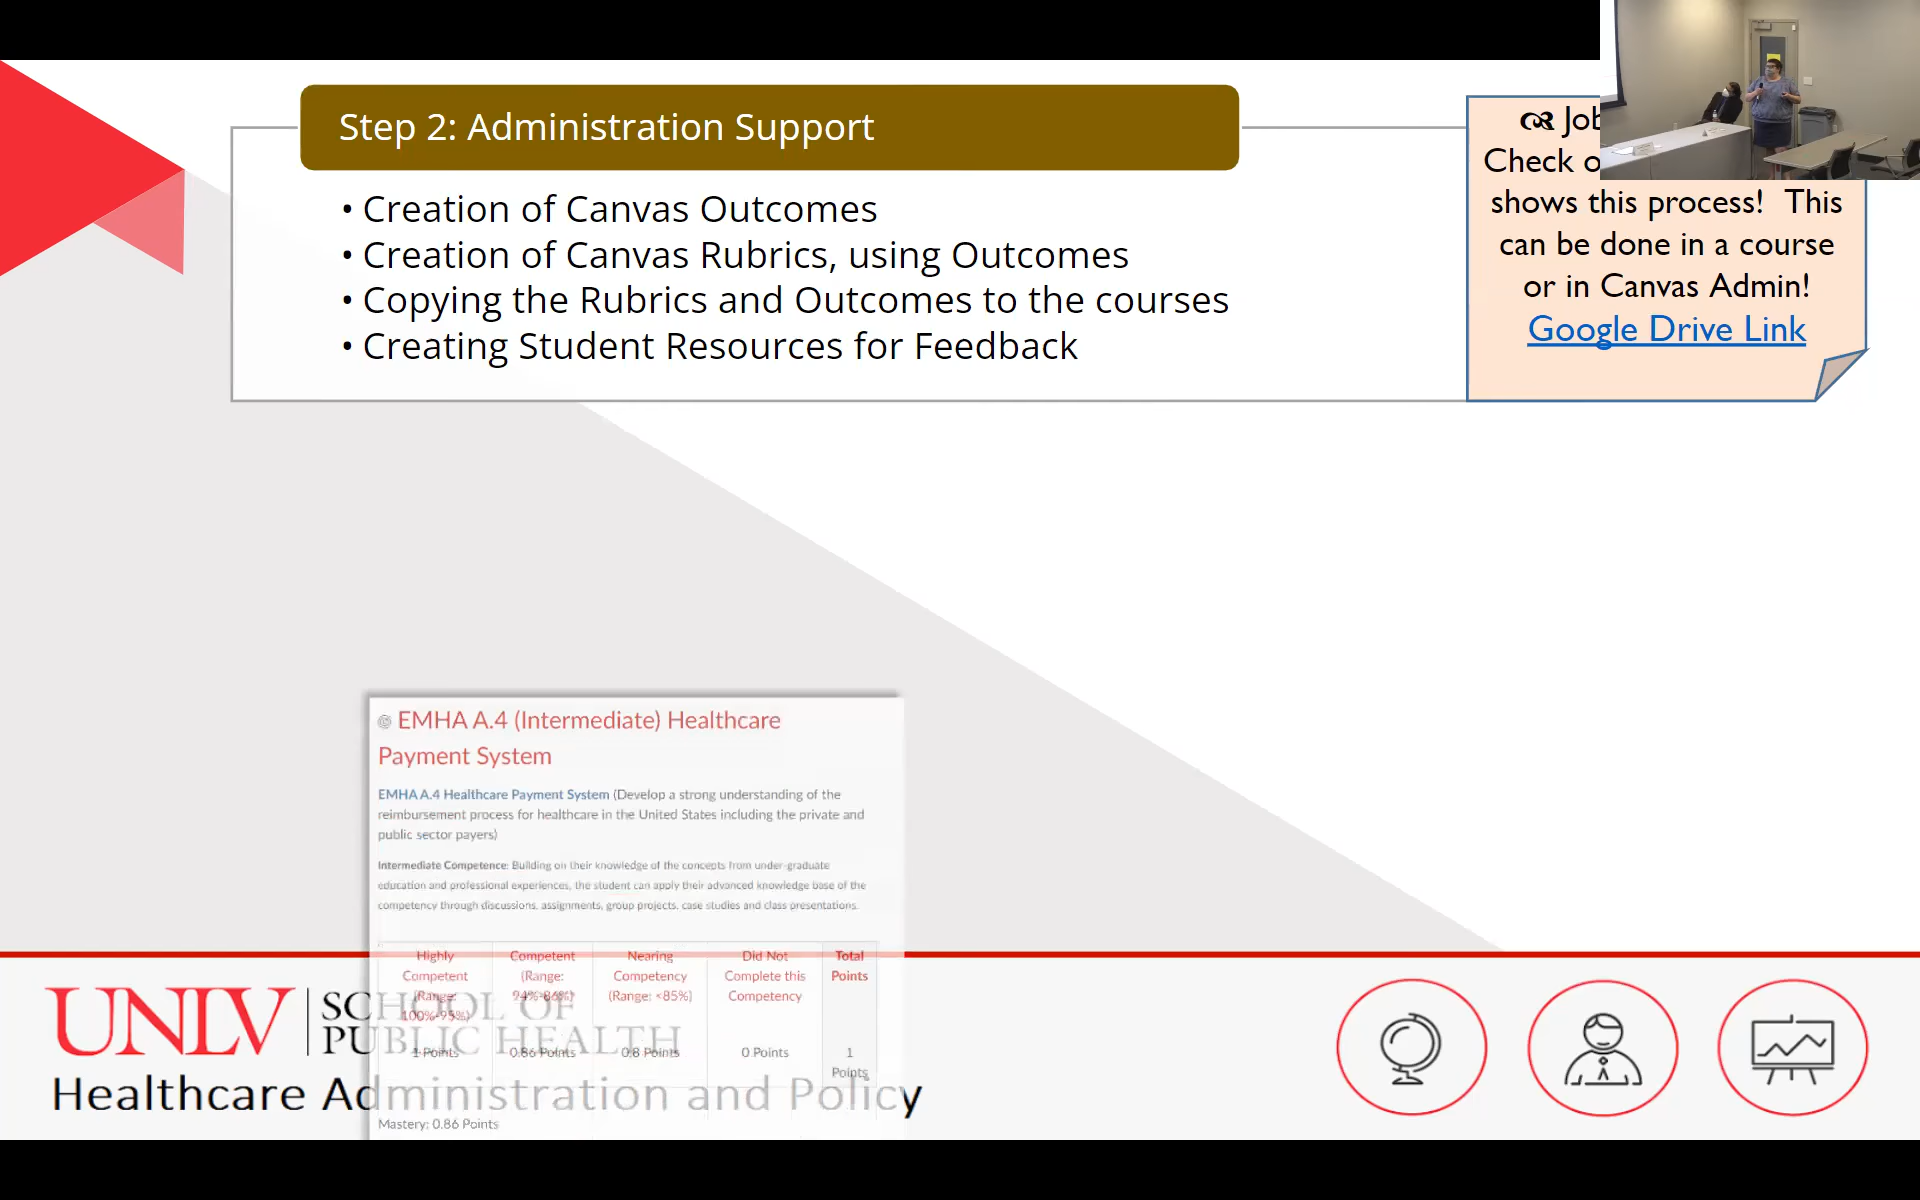 Step 2: Administration Support
• Creation of Canvas Outcomes
• Creation of Canvas Rubrics, using Outcomes
• Copying the Rubrics and Outcomes to the courses
• Creating Student Resources for Feedback
Check
shows this process! This
can be done in a course
or in Canvas Admin!
Google Drive Link
EMHA A.4 (Intermediate) Healthcare
Payment System
EMHA A.4 Healthcare Payment System (Develop a strong understanding of the
reimbursement process for healthcare in the United States including the private and
public sector payers)
Intermediate Competence: Building on their knowledge of the concepts from under-graduate
education and professional experiences, the student can apply their advanced knowledge base of the
competency through discussions, assignments, group projects, case studies and class presentations.
Highly Competent (Range: 100%-95%)
Competent (Range: 94%-86%)
Nearing Competency (Range: <85%)
Did Not Complete this Competency
Total Points
1 Points
0.86 Points
0.8 Points
0 Points
1 Points
Mastery: 0.86 Points
UNLV
SCHOOL OF
PUBLIC HEALTH
Healthcare Administration and Policy